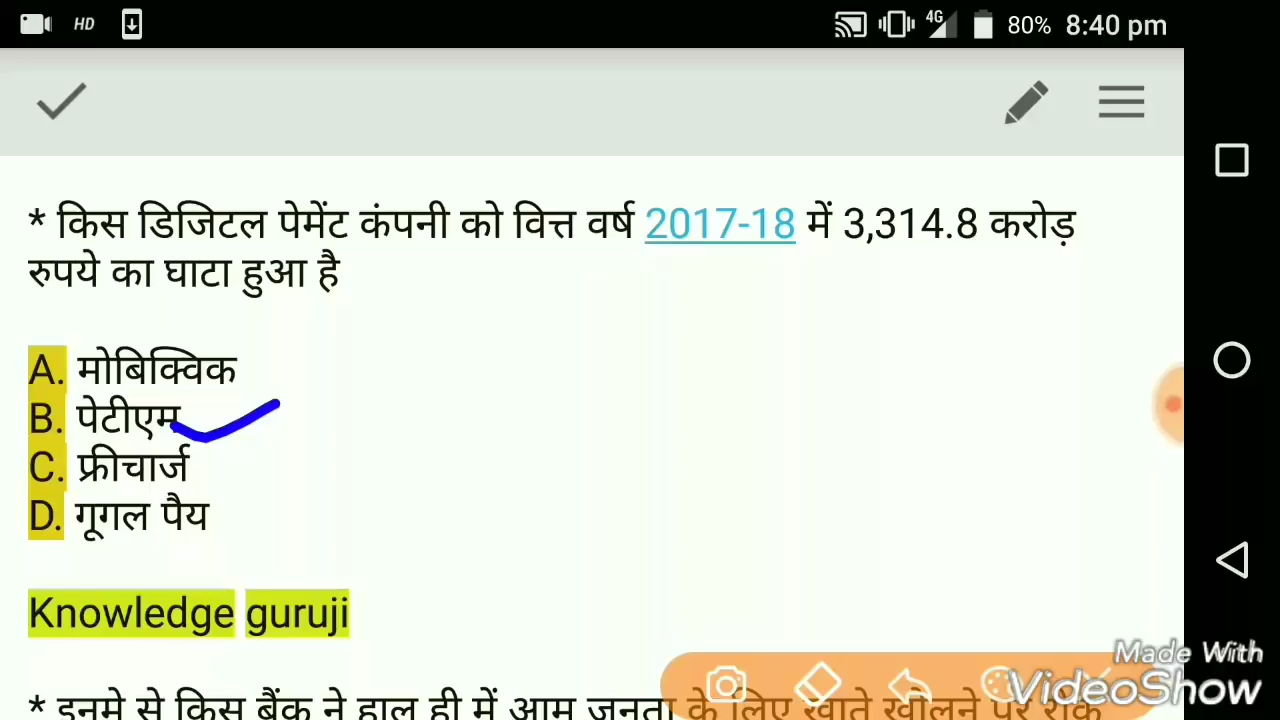 HD 4G 80% 8:40 pm
* किस डिजिटल पेमेंट कंपनी को वित्त वर्ष 2017-18 में 3,314.8 करोड़
रुपये का घाटा हुआ है
A. मोबिक्विक
B. पेटीएम
C. फ्रीचार्ज
D. गूगल पैय
Knowledge guruji
* इनमे से किस बैंक ने हाल ही में आम जनता के लिए खाते खोलने पर रोक
Made With
VideoShow